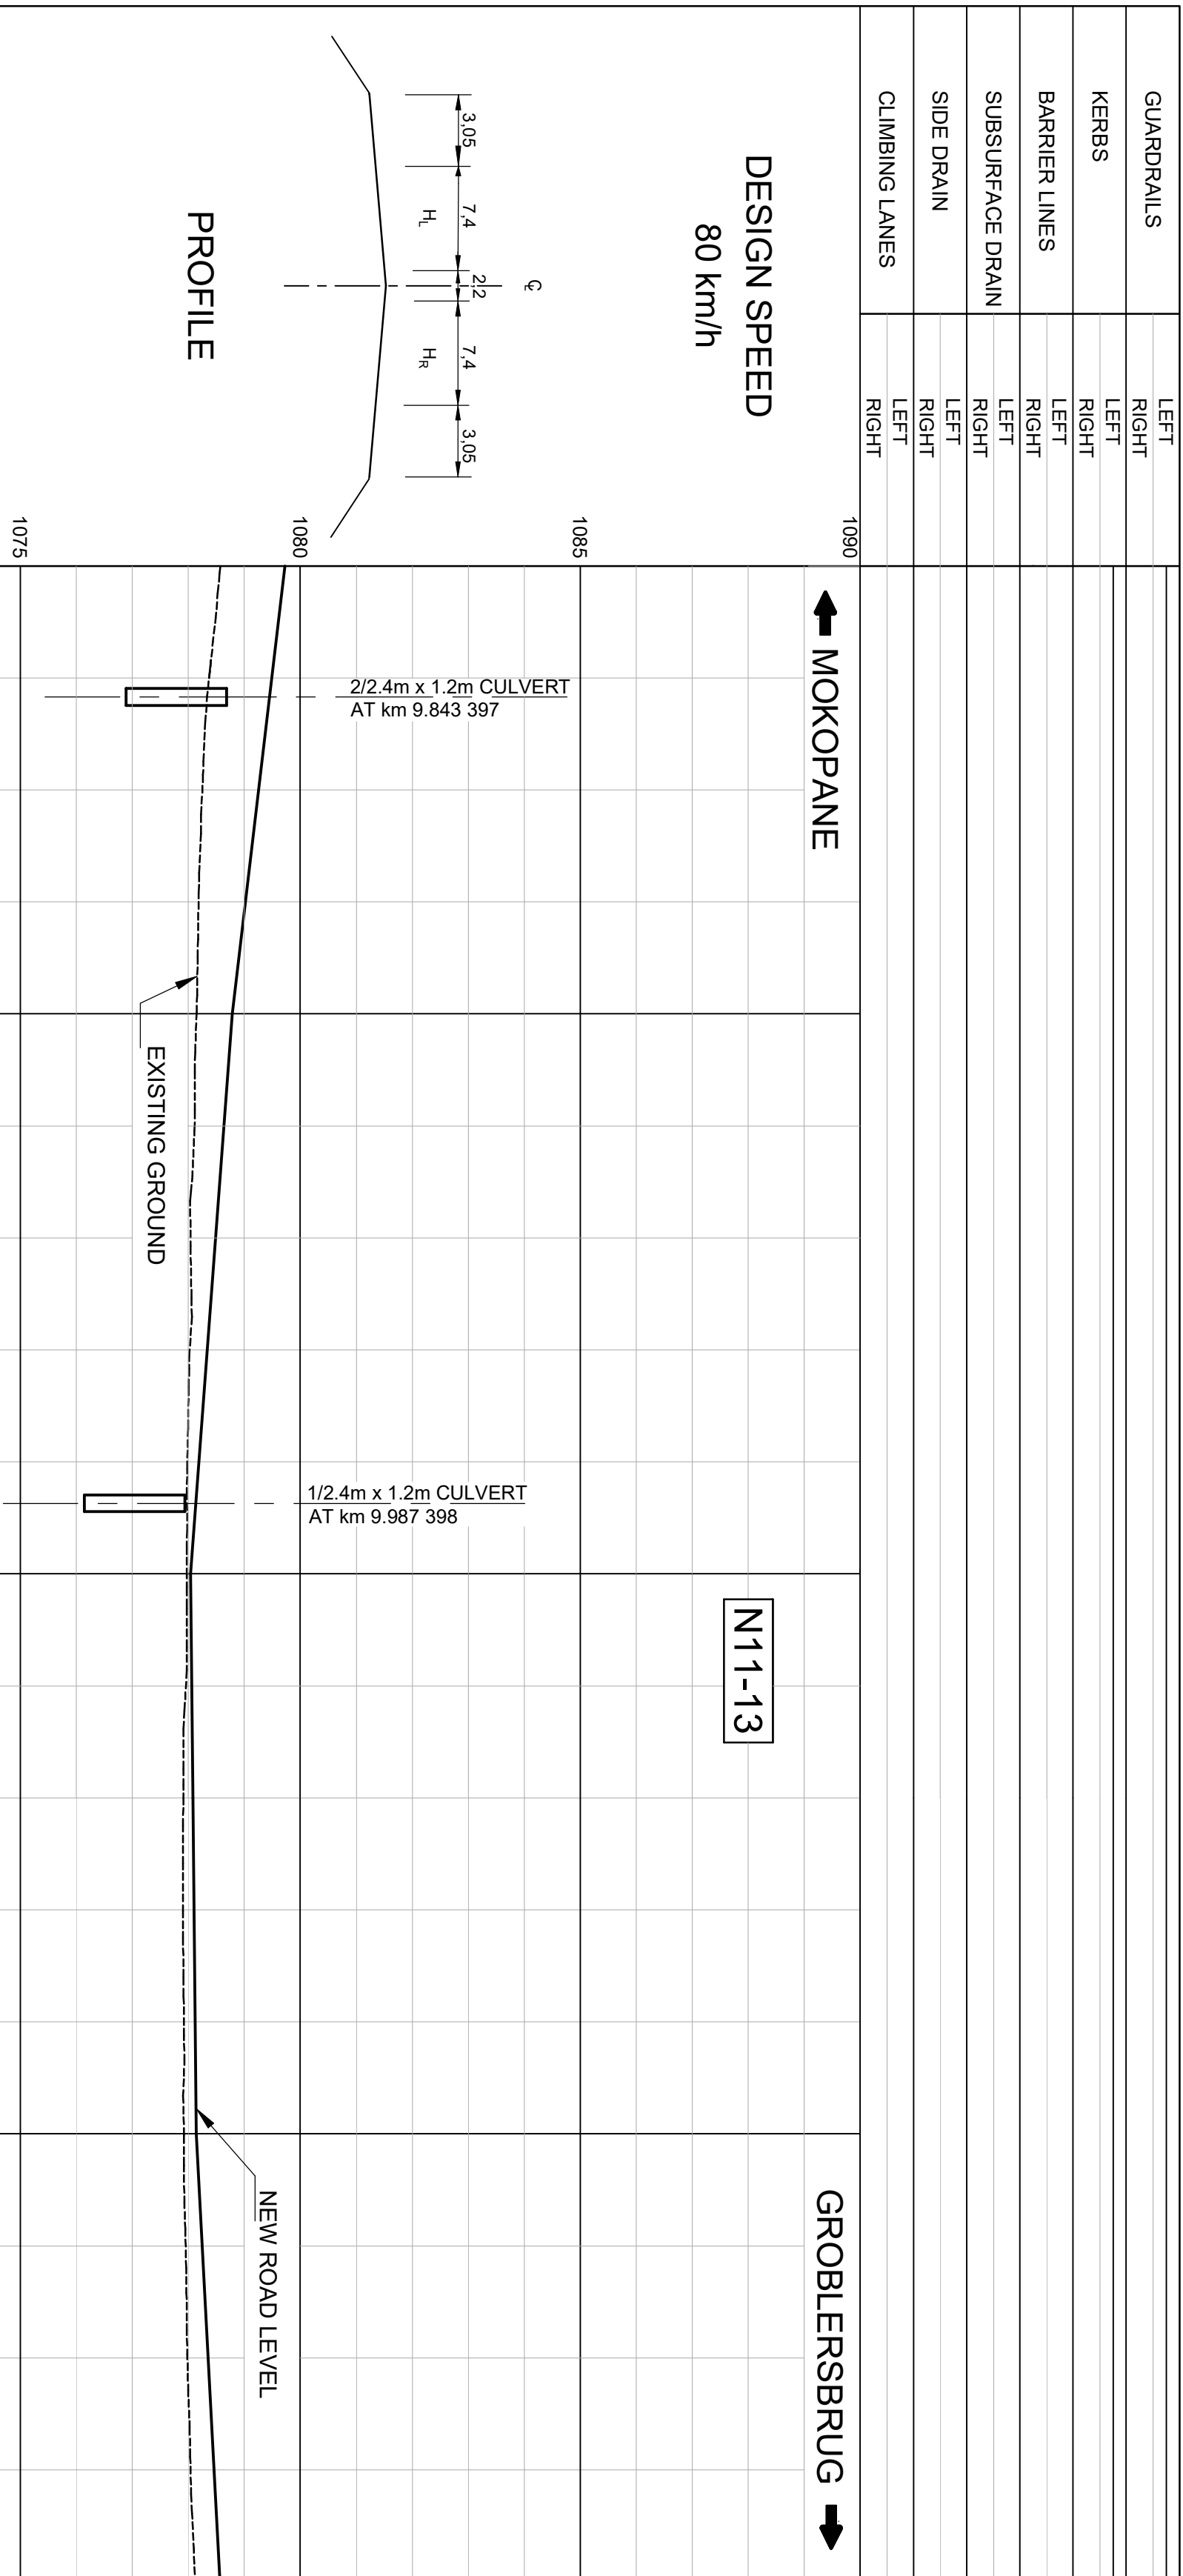 GUARDRAILS
LEFT
RIGHT
KERBS
LEFT
RIGHT
BARRIER LINES
LEFT
RIGHT
SUBSURFACE DRAIN
LEFT
RIGHT
SIDE DRAIN
LEFT
RIGHT
CLIMBING LANES
LEFT
RIGHT
DESIGN SPEED
80 km/h
℄
3,05
7,4
2,2
7,4
3,05
HL
HR
PROFILE
1090
1085
1080
1075
MOKOPANE
GROBLERSBRUG
N11-13
2/2.4m x 1.2m CULVERT
AT km 9.843 397
1/2.4m x 1.2m CULVERT
AT km 9.987 398
NEW ROAD LEVEL
EXISTING GROUND